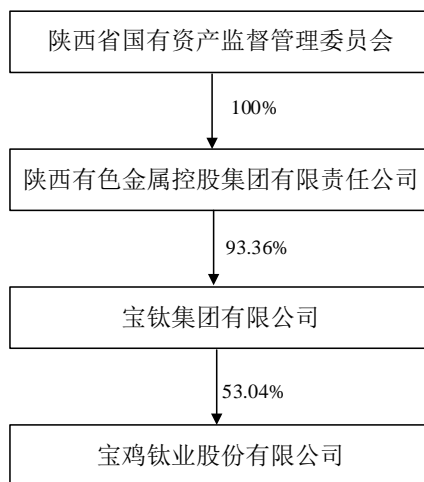 陕西省国有资产监督管理委员会
100%
陕西有色金属控股集团有限责任公司
93.36%
宝钛集团有限公司
53.04%
宝鸡钛业股份有限公司